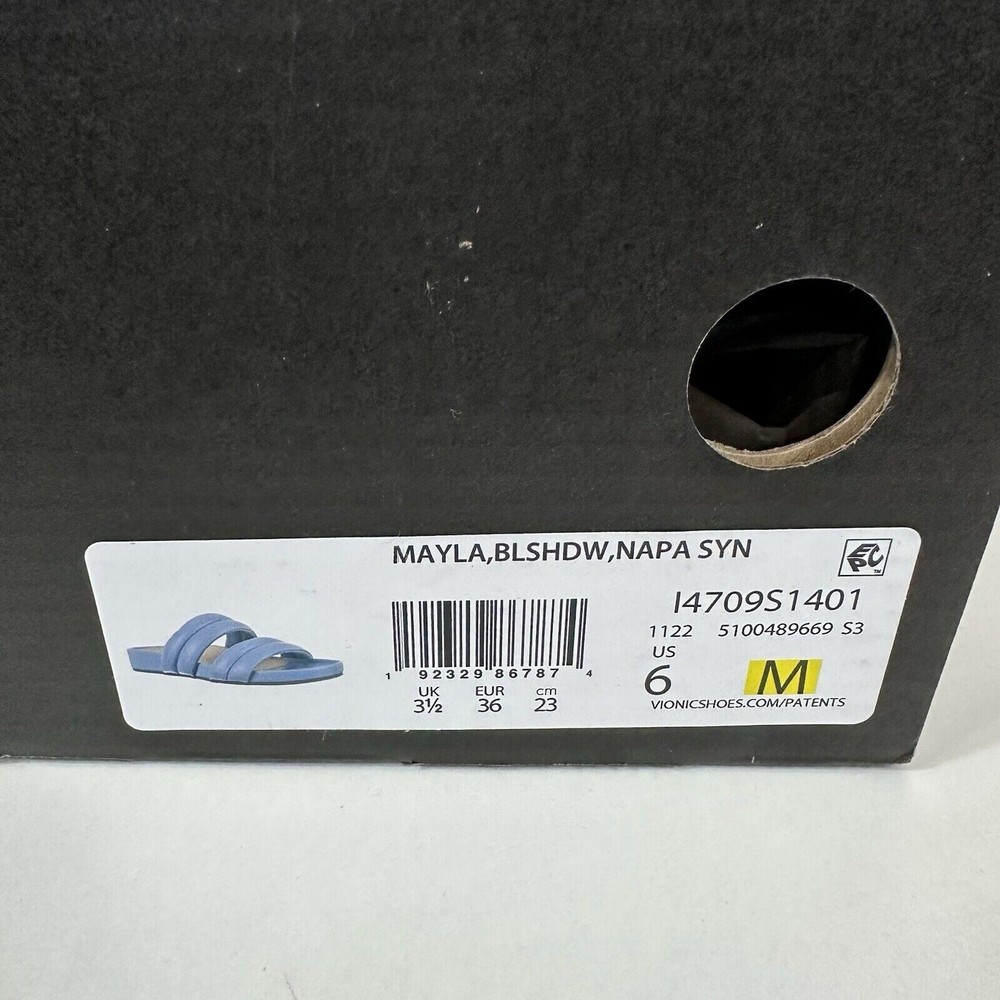 MAYLA,BLSHDW,NAPA SYN
EPC™
I4709S1401
1122 5100489669 S3
1 92329 86787 4
US
6 M
UK EUR cm
3½ 36 23
VIONICSHOES.COM/PATENTS